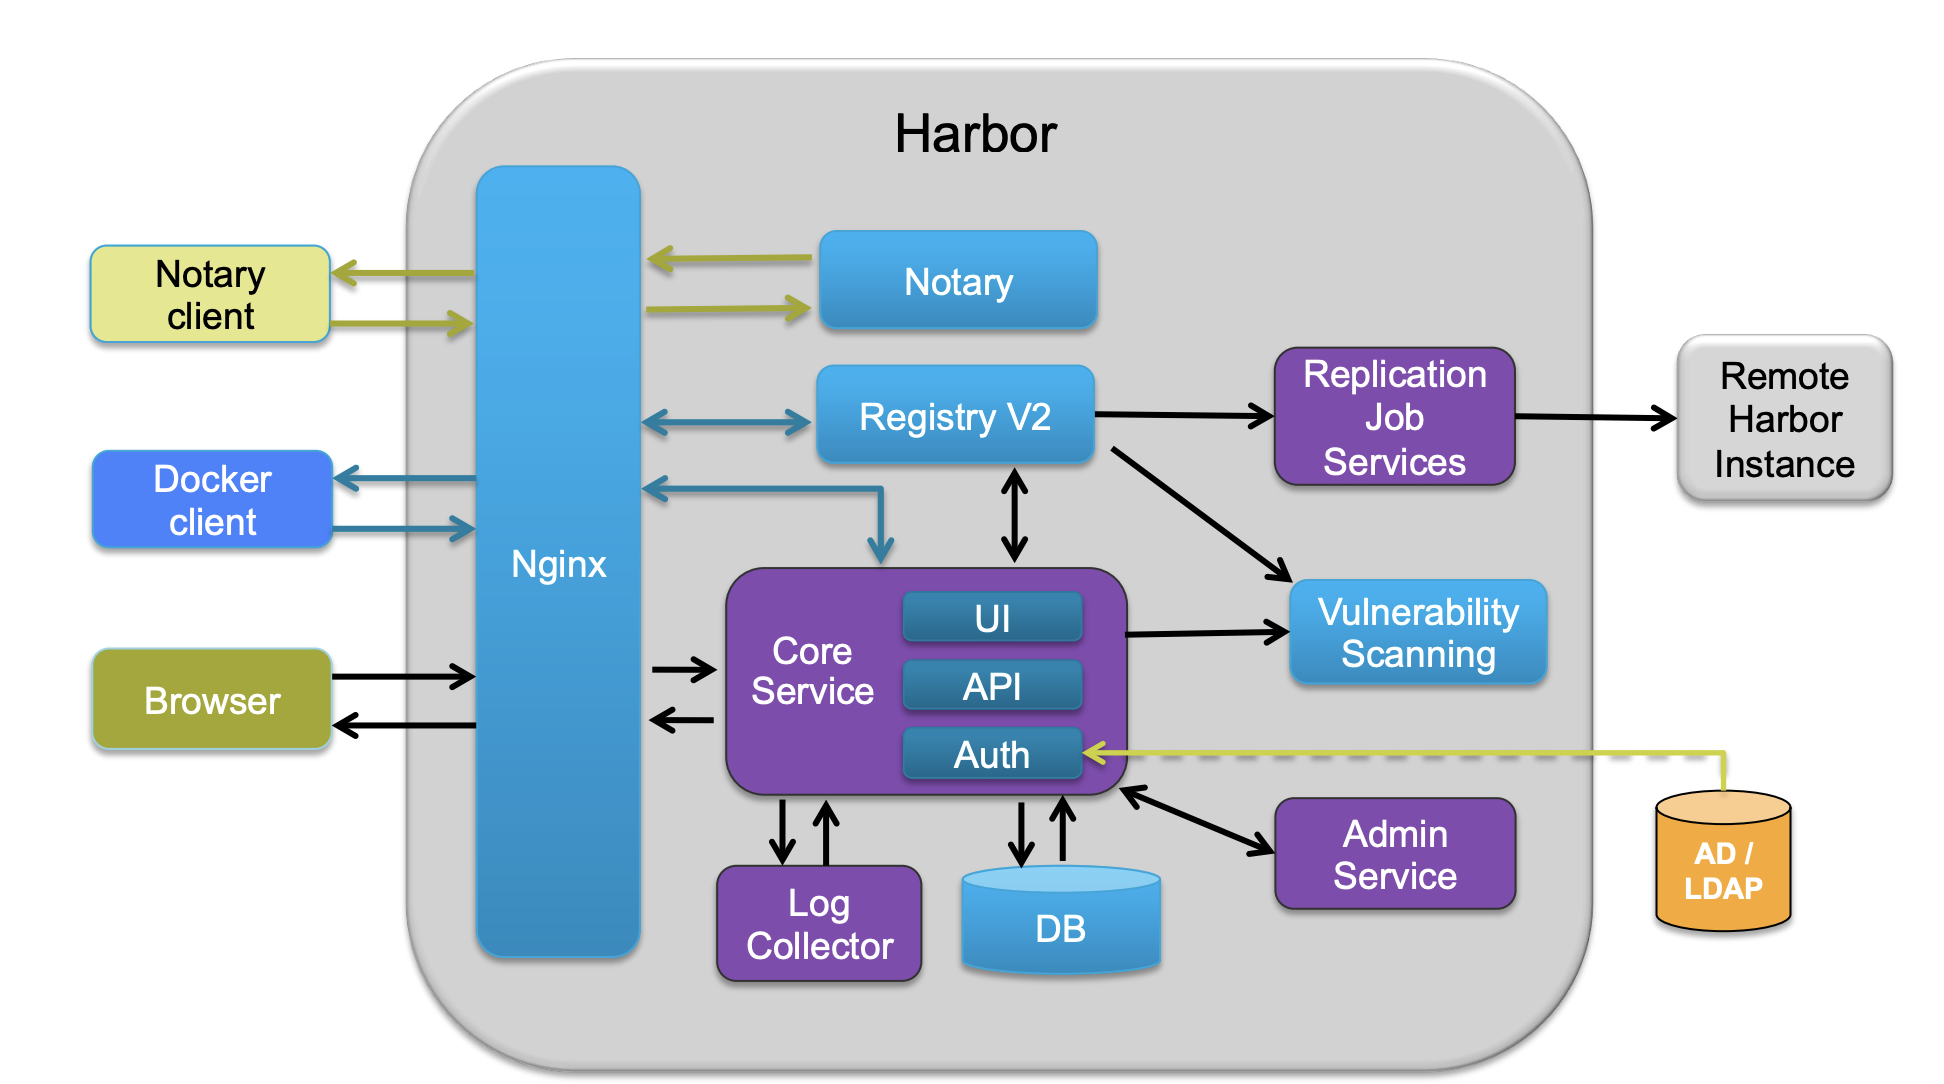 Harbor
Notary
client
Docker
client
Browser
Nginx
Notary
Registry V2
Replication
Job
Services
Remote
Harbor
Instance
Core
Service
UI
API
Auth
Vulnerability
Scanning
Log
Collector
DB
Admin
Service
AD /
LDAP